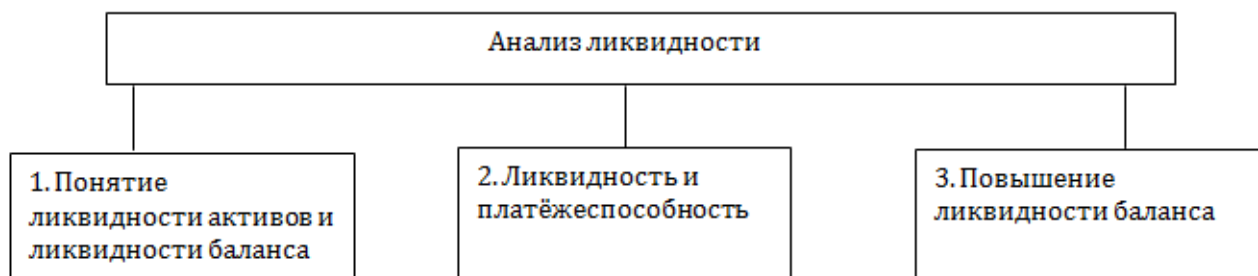 Анализ ликвидности
1. Понятие
ликвидности активов и
ликвидности баланса
2. Ликвидность и
платёжеспособность
3. Повышение
ликвидности баланса